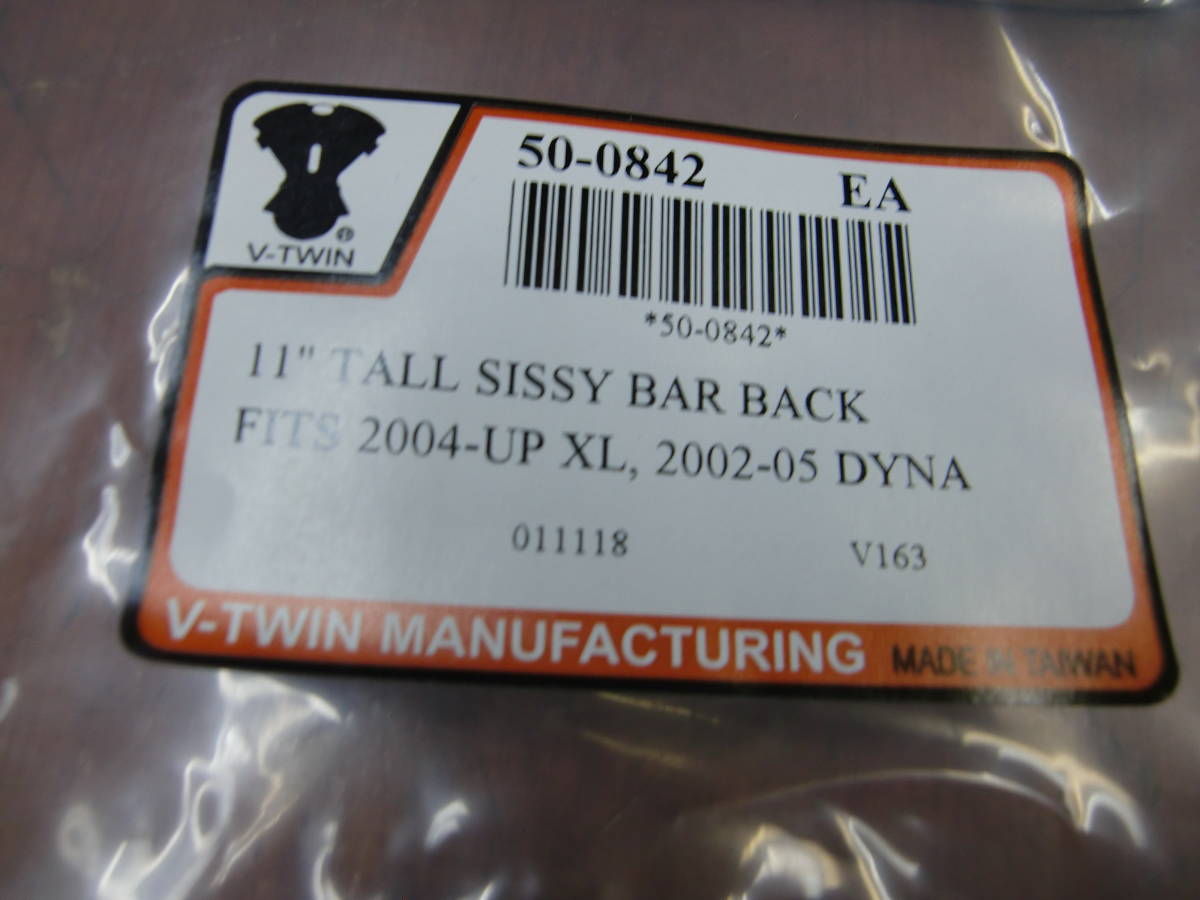 V-TWIN ®
50-0842 EA
*50-0842*
11" TALL SISSY BAR BACK
FITS 2004-UP XL, 2002-05 DYNA
011118 V163
V-TWIN MANUFACTURING MADE IN TAIWAN